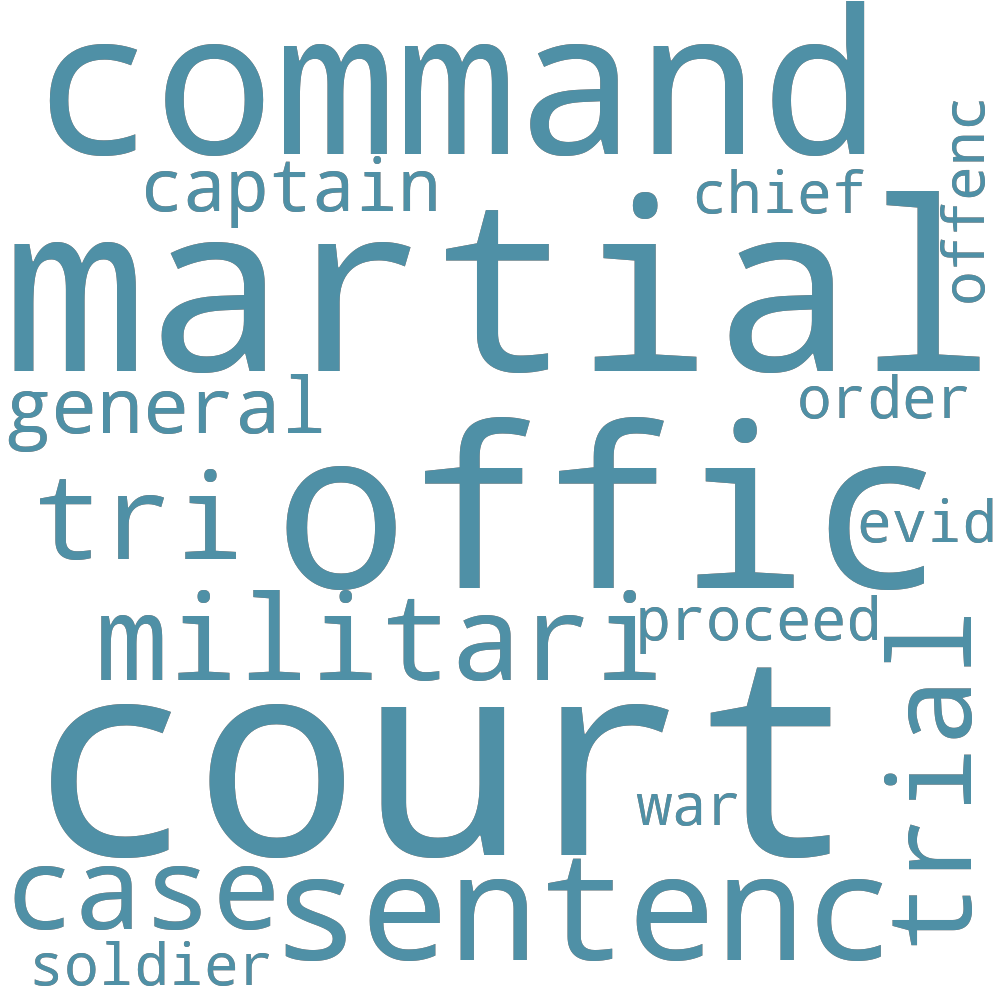 command
captain
chief
offenc
martial
general
order
tri
offic
evid
militari
proceed
trial
court
war
case
sentenc
soldier